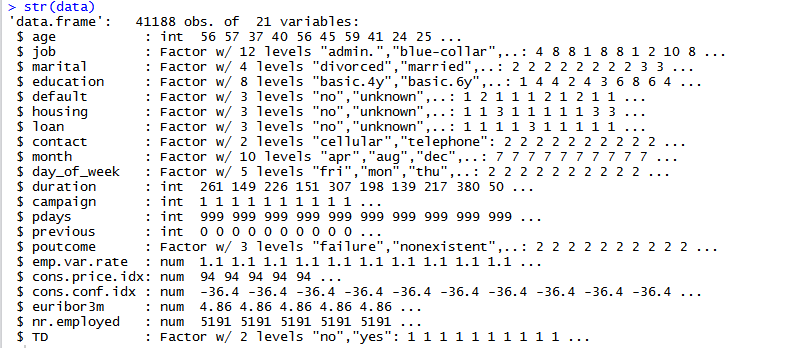 > str(data)
'data.frame':   41188 obs. of  21 variables:
 $ age           : int  56 57 37 40 56 45 59 41 24 25 ...
 $ job           : Factor w/ 12 levels "admin.","blue-collar",..: 4 8 8 1 8 8 1 2 10 8 ...
 $ marital       : Factor w/ 4 levels "divorced","married",..: 2 2 2 2 2 2 2 2 3 3 ...
 $ education     : Factor w/ 8 levels "basic.4y","basic.6y",..: 1 4 4 2 4 3 6 8 6 4 ...
 $ default       : Factor w/ 3 levels "no","unknown",..: 1 2 1 1 1 2 1 2 1 1 ...
 $ housing       : Factor w/ 3 levels "no","unknown",..: 1 1 3 1 1 1 1 1 3 3 ...
 $ loan          : Factor w/ 3 levels "no","unknown",..: 1 1 1 1 3 1 1 1 1 1 ...
 $ contact       : Factor w/ 2 levels "cellular","telephone": 2 2 2 2 2 2 2 2 2 2 ...
 $ month         : Factor w/ 10 levels "apr","aug","dec",..: 7 7 7 7 7 7 7 7 7 7 ...
 $ day_of_week   : Factor w/ 5 levels "fri","mon","thu",..: 2 2 2 2 2 2 2 2 2 2 ...
 $ duration      : int  261 149 226 151 307 198 139 217 380 50 ...
 $ campaign      : int  1 1 1 1 1 1 1 1 1 1 ...
 $ pdays         : int  999 999 999 999 999 999 999 999 999 999 ...
 $ previous      : int  0 0 0 0 0 0 0 0 0 0 ...
 $ poutcome      : Factor w/ 3 levels "failure","nonexistent",..: 2 2 2 2 2 2 2 2 2 2 ...
 $ emp.var.rate  : num  1.1 1.1 1.1 1.1 1.1 1.1 1.1 1.1 1.1 1.1 ...
 $ cons.price.idx: num  94 94 94 94 94 ...
 $ cons.conf.idx : num  -36.4 -36.4 -36.4 -36.4 -36.4 -36.4 -36.4 -36.4 -36.4 -36.4 ...
 $ euribor3m     : num  4.86 4.86 4.86 4.86 4.86 ...
 $ nr.employed   : num  5191 5191 5191 5191 5191 ...
 $ TD            : Factor w/ 2 levels "no","yes": 1 1 1 1 1 1 1 1 1 1 ...